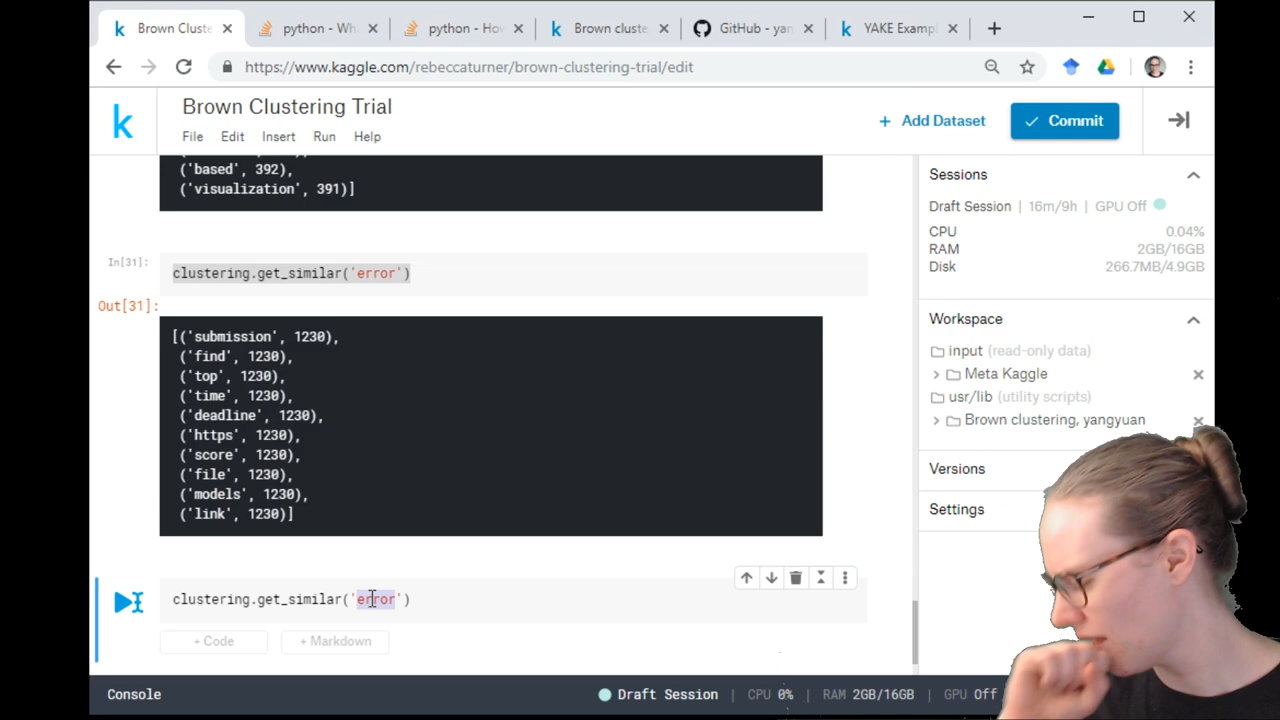 Brown Cluste
python - Wh
python - Hov
Brown cluste
GitHub - yan
YAKE Exampl
https://www.kaggle.com/rebeccaturner/brown-clustering-trial/edit
Brown Clustering Trial
File Edit Insert Run Help
+ Add Dataset
Commit
('based', 392),
('visualization', 391)]
In[31]:
clustering.get_similar('error')
Out[31]:
[('submission', 1230),
('find', 1230),
('top', 1230),
('time', 1230),
('deadline', 1230),
('https', 1230),
('score', 1230),
('file', 1230),
('models', 1230),
('link', 1230)]
clustering.get_similar('error')
+ Code + Markdown
Sessions
Draft Session | 16m/9h | GPU Off
CPU 0.04%
RAM 2GB/16GB
Disk 266.7MB/4.9GB
Workspace
input (read-only data)
Meta Kaggle
usr/lib (utility scripts)
Brown clustering, yangyuan
Versions
Settings
Console
Draft Session | CPU 0% | RAM 2GB/16GB | GPU Off